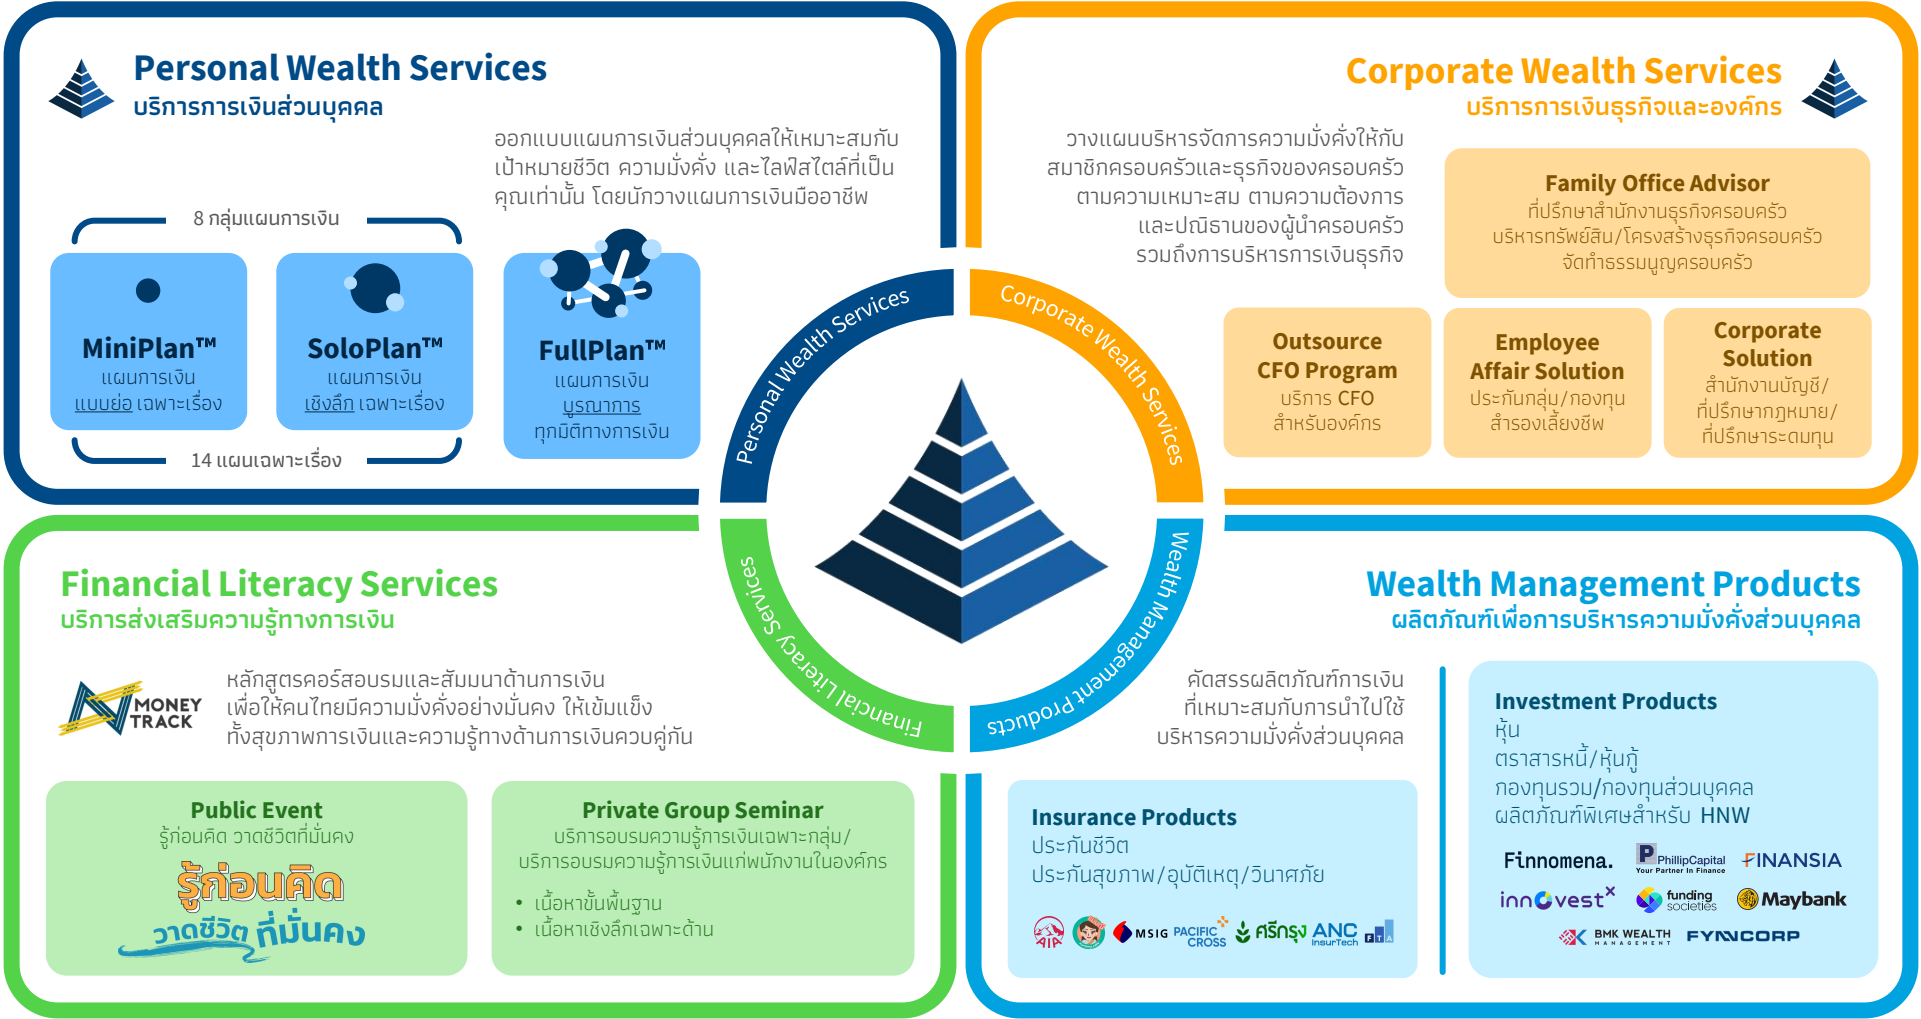 Personal Wealth Services
บริการการเงินส่วนบุคคล
ออกแบบแผนการเงินส่วนบุคคลให้เหมาะสมกับ
เป้าหมายชีวิต ความมั่งคั่ง และไลฟ์สไตล์ที่เป็น
คุณเท่านั้น โดยนักวางแผนการเงินมืออาชีพ
8 กลุ่มแผนการเงิน
MiniPlan™
แผนการเงิน
แบบย่อ เฉพาะเรื่อง
SoloPlan™
แผนการเงิน
เชิงลึก เฉพาะเรื่อง
FullPlan™
แผนการเงิน
บูรณาการ
ทุกมิติทางการเงิน
14 แผนเฉพาะเรื่อง
Corporate Wealth Services
บริการการเงินธุรกิจและองค์กร
วางแผนบริหารจัดการความมั่งคั่งให้กับ
สมาชิกครอบครัวและธุรกิจของครอบครัว
ตามความเหมาะสม ตามความต้องการ
และปณิธานของผู้นำครอบครัว
รวมถึงการบริหารการเงินธุรกิจ
Family Office Advisor
ที่ปรึกษาสำนักงานธุรกิจครอบครัว
บริหารทรัพย์สิน/โครงสร้างธุรกิจครอบครัว
จัดทำธรรมนูญครอบครัว
Outsource
CFO Program
บริการ CFO
สำหรับองค์กร
Employee
Affair Solution
ประกันกลุ่ม/กองทุน
สำรองเลี้ยงชีพ
Corporate
Solution
สำนักงานบัญชี/
ที่ปรึกษากฎหมาย/
ที่ปรึกษาระดมทุน
Personal Wealth Services
Corporate Wealth Services
Financial Literacy Services
Wealth Management Products
Financial Literacy Services
บริการส่งเสริมความรู้ทางการเงิน
MONEY
TRACK
หลักสูตรคอร์สอบรมและสัมมนาด้านการเงิน
เพื่อให้คนไทยมีความมั่งคั่งอย่างมั่นคง ให้เข้มแข็ง
ทั้งสุขภาพการเงินและความรู้ทางด้านการเงินควบคู่กัน
Public Event
รู้ก่อนคิด วาดชีวิตที่มั่นคง
รู้ก่อนคิด
วาดชีวิต ที่มั่นคง
Private Group Seminar
บริการอบรมความรู้การเงินเฉพาะกลุ่ม/
บริการอบรมความรู้การเงินแก่พนักงานในองค์กร
• เนื้อหาขั้นพื้นฐาน
• เนื้อหาเชิงลึกเฉพาะด้าน
Wealth Management Products
ผลิตภัณฑ์เพื่อการบริหารความมั่งคั่งส่วนบุคคล
คัดสรรผลิตภัณฑ์การเงิน
ที่เหมาะสมกับการนำไปใช้
บริหารความมั่งคั่งส่วนบุคคล
Insurance Products
ประกันชีวิต
ประกันสุขภาพ/อุบัติเหตุ/วินาศภัย
AIA
MSIG
PACIFIC
CROSS
ศรีกรุง
ANC
InsurTech
FTA
Investment Products
หุ้น
ตราสารหนี้/หุ้นกู้
กองทุนรวม/กองทุนส่วนบุคคล
ผลิตภัณฑ์พิเศษสำหรับ HNW
Finnomena.
PhillipCapital
Your Partner In Finance
FINANSIA
innovestX
funding
societies
Maybank
BMK WEALTH
MANAGEMENT
FYNNCORP